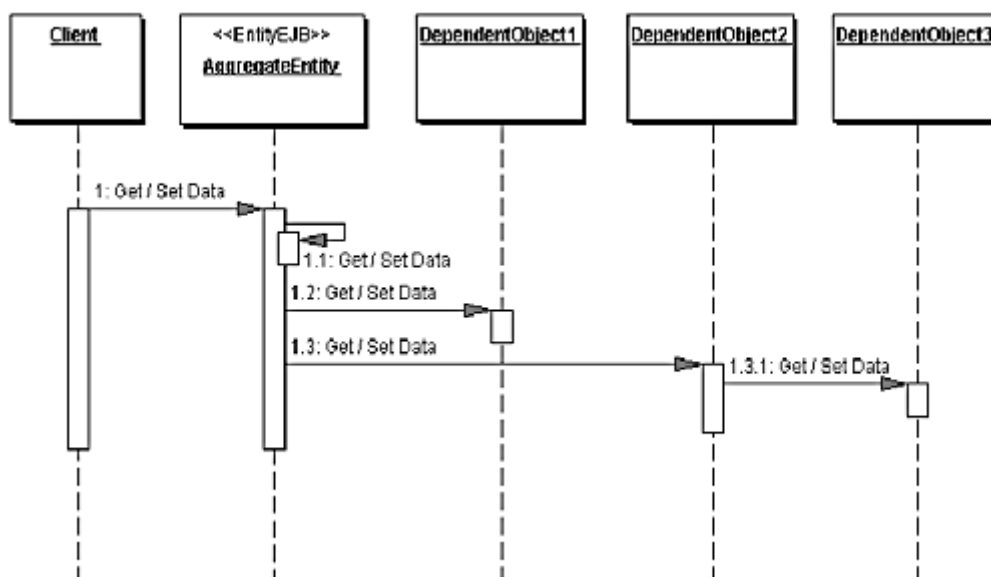 Client
<<EntityEJB>>
AggregateEntity
DependentObject1
DependentObject2
DependentObject3
1: Get / Set Data
1.1: Get / Set Data
1.2: Get / Set Data
1.3: Get / Set Data
1.3.1: Get / Set Data